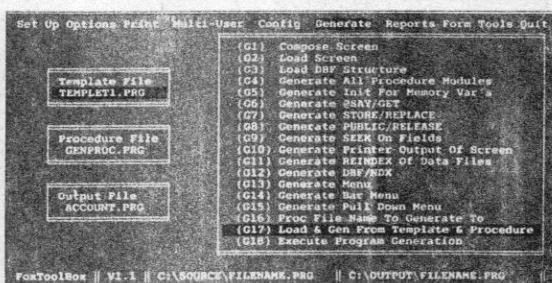 Set Up Options Print Multi-User Config Generate Reports Form Tools Quit
Template File
TEMPLET1.PRG
Procedure File
GENPROC.PRG
Output File
ACCOUNT.PRG
(G1) Compose Screen
(G2) Load Screen
(G3) Load DBF Structure
(G4) Generate All Procedure Modules
(G5) Generate Init For Memory Var's
(G6) Generate @SAY/GET
(G7) Generate STORE/REPLACE
(G8) Generate PUBLIC/RELEASE
(G9) Generate SEEK On Fields
(G10) Generate Printer Output Of Screen
(G11) Generate REINDEX Of Data Files
(G12) Generate DBF/NDX
(G13) Generate Menu
(G14) Generate Bar Menu
(G15) Generate Pull Down Menu
(G16) Proc File Name To Generate To
(G17) Load & Gen From Template & Procedure
(G18) Execute Program Generation
FoxToolBox || V1.1 || C:\SOURCE\FILENAME.PRG || C:\OUTPUT\FILENAME.PRG ||